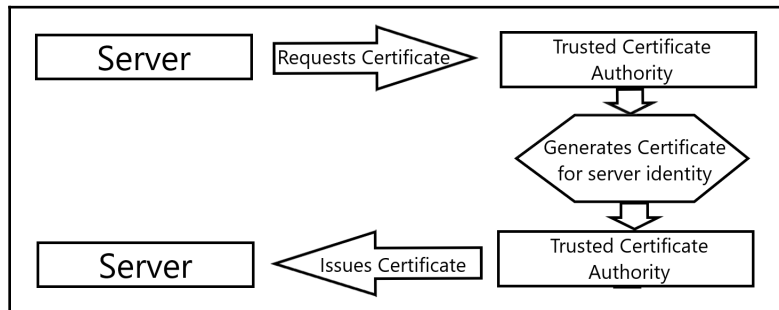 Server
Requests Certificate
Trusted Certificate
Authority
Generates Certificate
for server identity
Server
Issues Certificate
Trusted Certificate
Authority